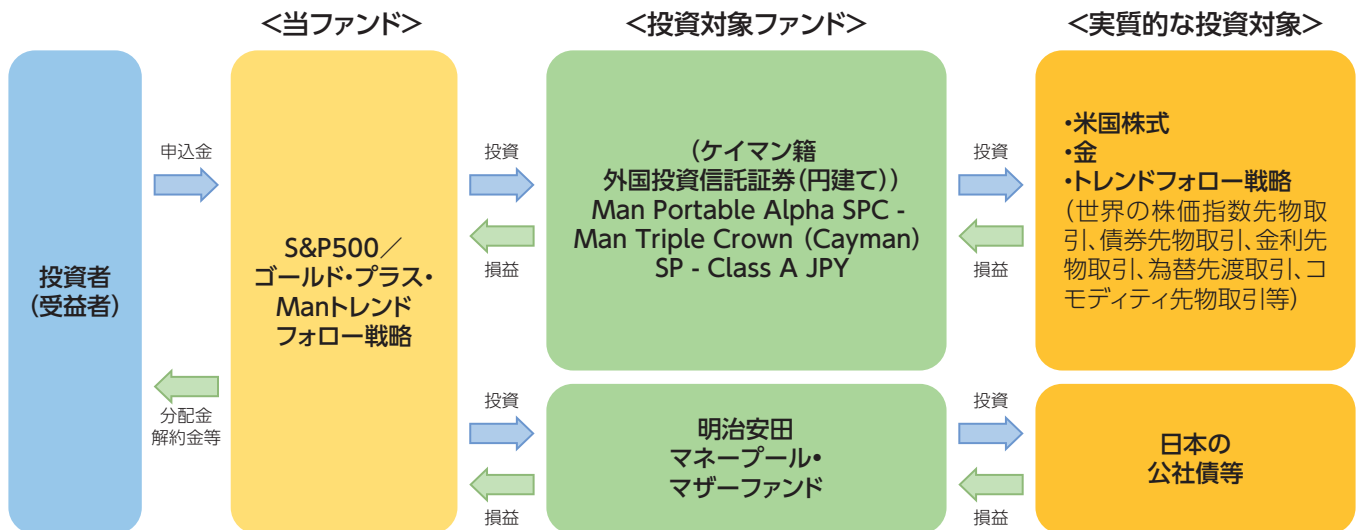 <当ファンド>
<投資対象ファンド>
<実質的な投資対象>
投資者
(受益者)
申込金
分配金
解約金等
S&P500／
ゴールド・プラス・
Manトレンド
フォロー戦略
投資
損益
(ケイマン籍
外国投資信託証券(円建て))
Man Portable Alpha SPC -
Man Triple Crown (Cayman)
SP - Class A JPY
投資
損益
・米国株式
・金
・トレンドフォロー戦略
(世界の株価指数先物取
引、債券先物取引、金利先
物取引、為替先渡取引、コ
モディティ先物取引等)
投資
損益
明治安田
マネープール・
マザーファンド
投資
損益
日本の
公社債等